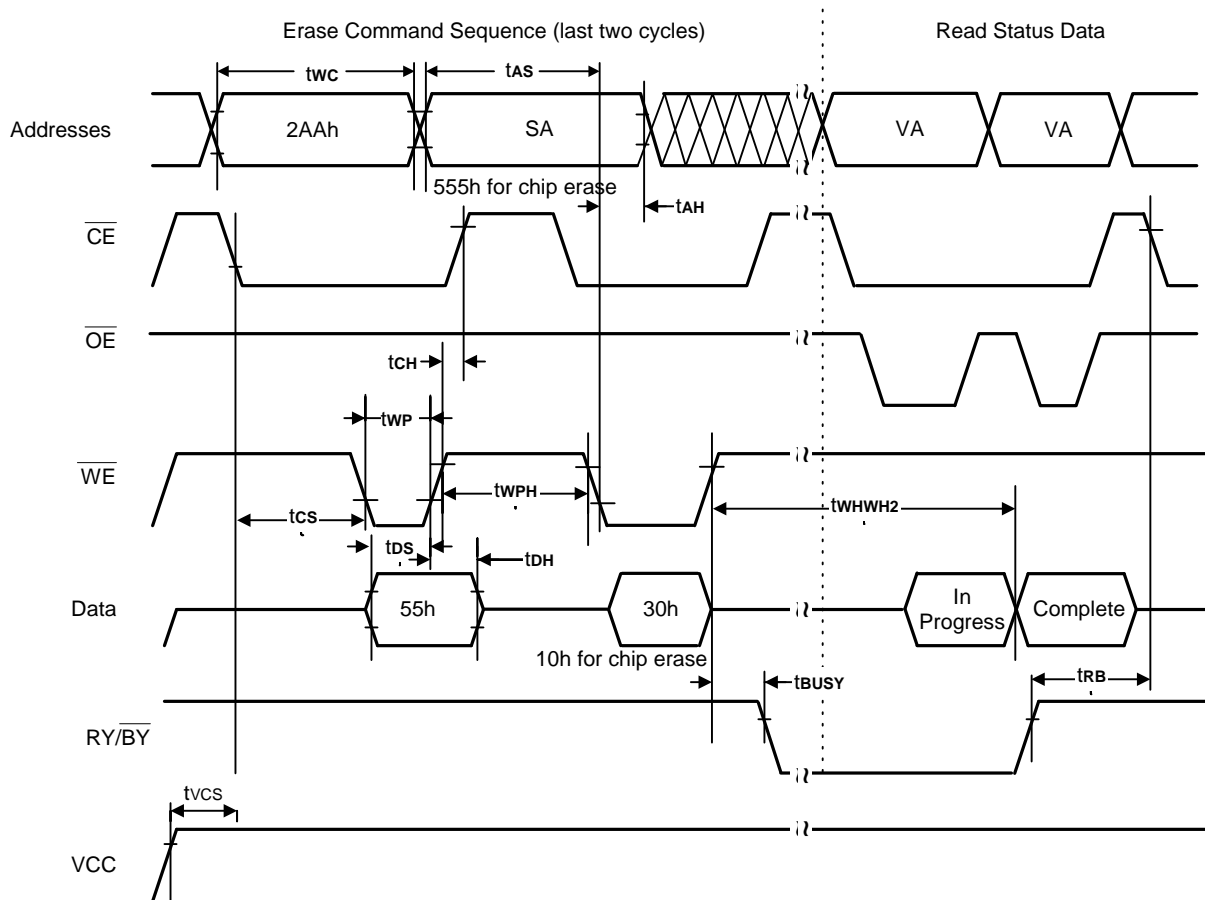 Erase Command Sequence (last two cycles)
Read Status Data
tWC
tAS
Addresses
2AAh
SA
VA
VA
555h for chip erase
tAH
CE
OE
tCH
tWP
WE
tWPH
tCS
tWHWH2
tDS
tDH
Data
55h
30h
In
Progress
Complete
10h for chip erase
tBUSY
tRB
RY/BY
tVCS
VCC